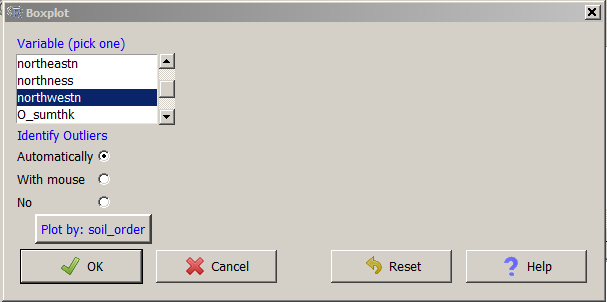 Boxplot
Variable (pick one)
northeastn
northness
northwestn
O_sumthk
Identify Outliers
Automatically
With mouse
No
Plot by: soil_order
OK Cancel Reset Help